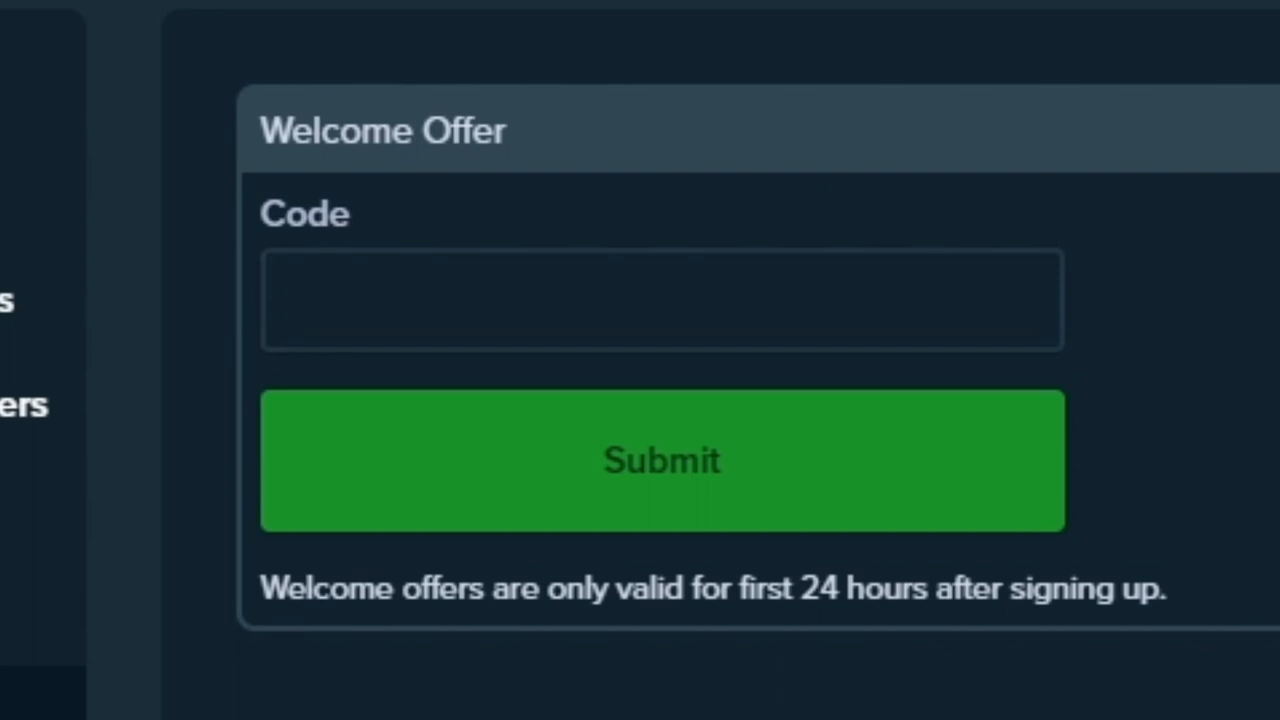 Welcome Offer
Code
Submit
Welcome offers are only valid for first 24 hours after signing up.